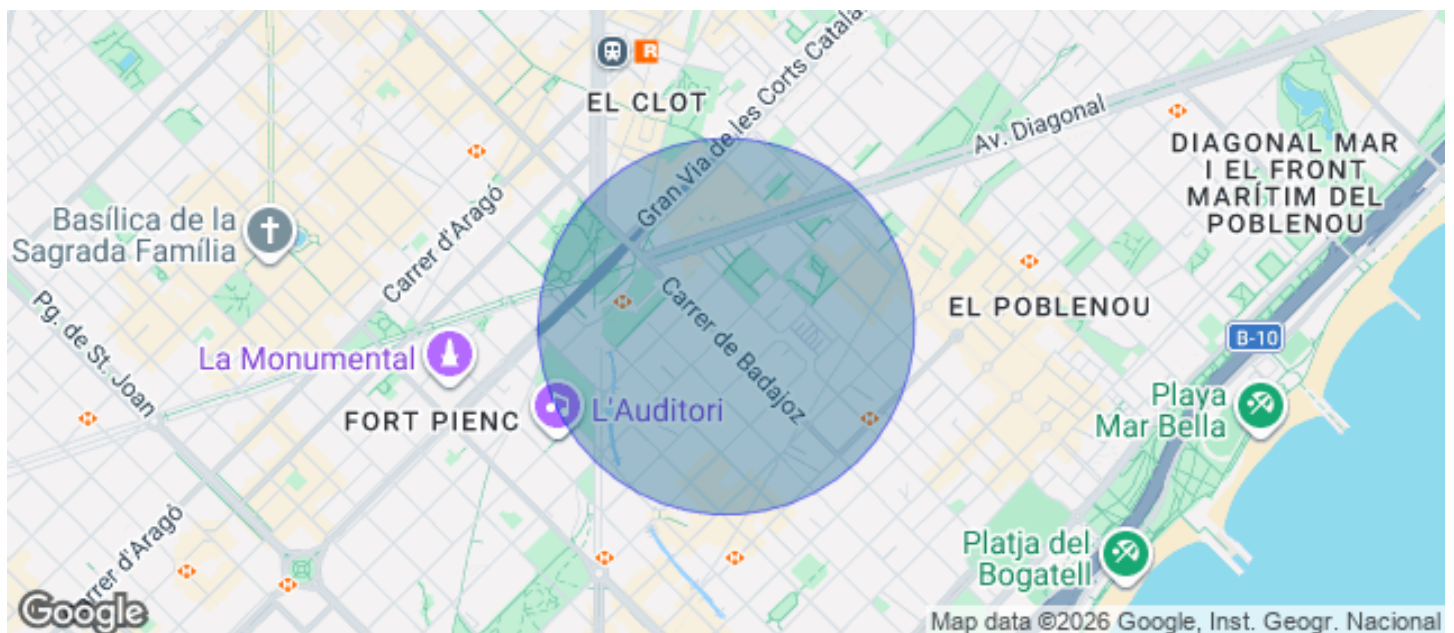 EL CLOT
R
Gran Via de les Corts Catala
Av. Diagonal
DIAGONAL MAR
I EL FRONT
MARÍTIM DEL
POBLENOU
Basílica de la
Sagrada Família
Carrer d'Aragó
Pg. de St. Joan
Carrer de Badajoz
EL POBLENOU
B-10
La Monumental
FORT PIENC
L'Auditori
Playa
Mar Bella
Carrer d'Aragó
Platja del
Bogatell
Google
Map data ©2026 Google, Inst. Geogr. Nacional